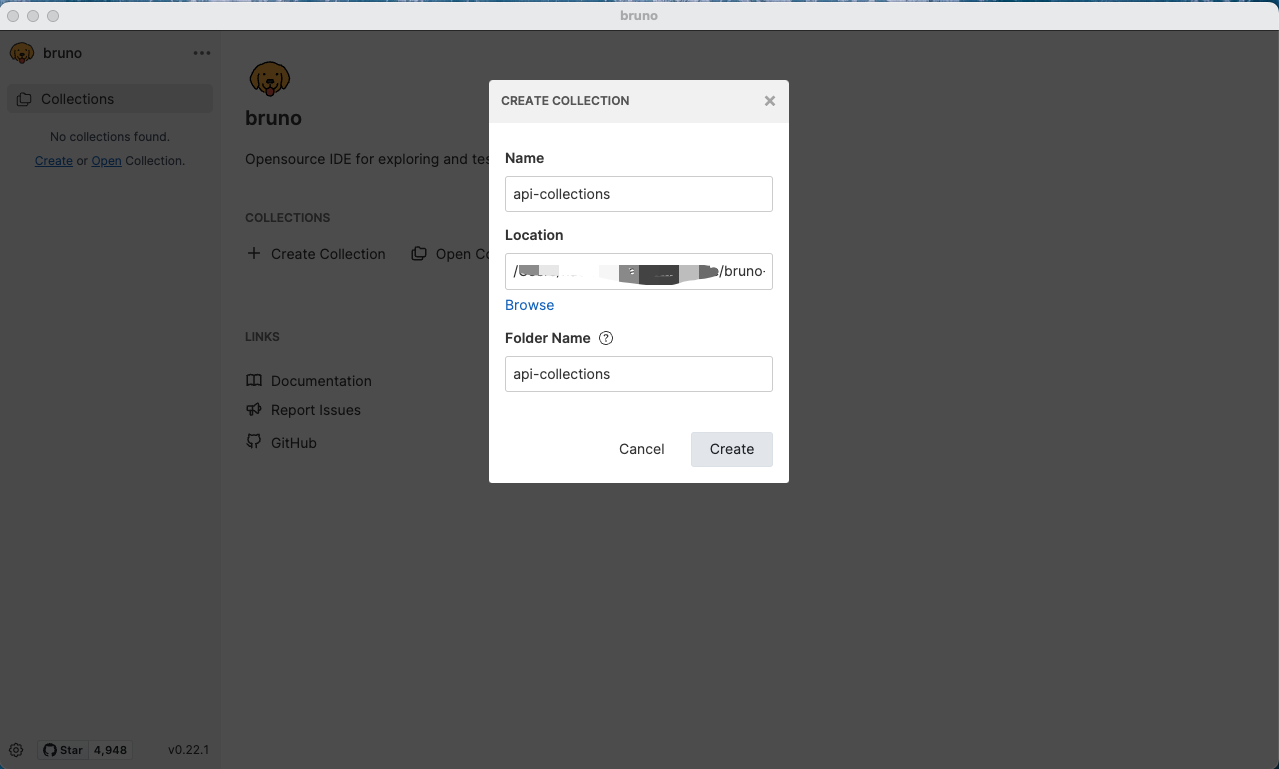 bruno
bruno
Collections
No collections found.
Create or Open Collection.
bruno
Opensource IDE for exploring and tes
COLLECTIONS
Create Collection
Open Co
LINKS
Documentation
Report Issues
GitHub
CREATE COLLECTION
Name
api-collections
Location
/bruno-
Browse
Folder Name
api-collections
Cancel
Create
Star 4,948
v0.22.1